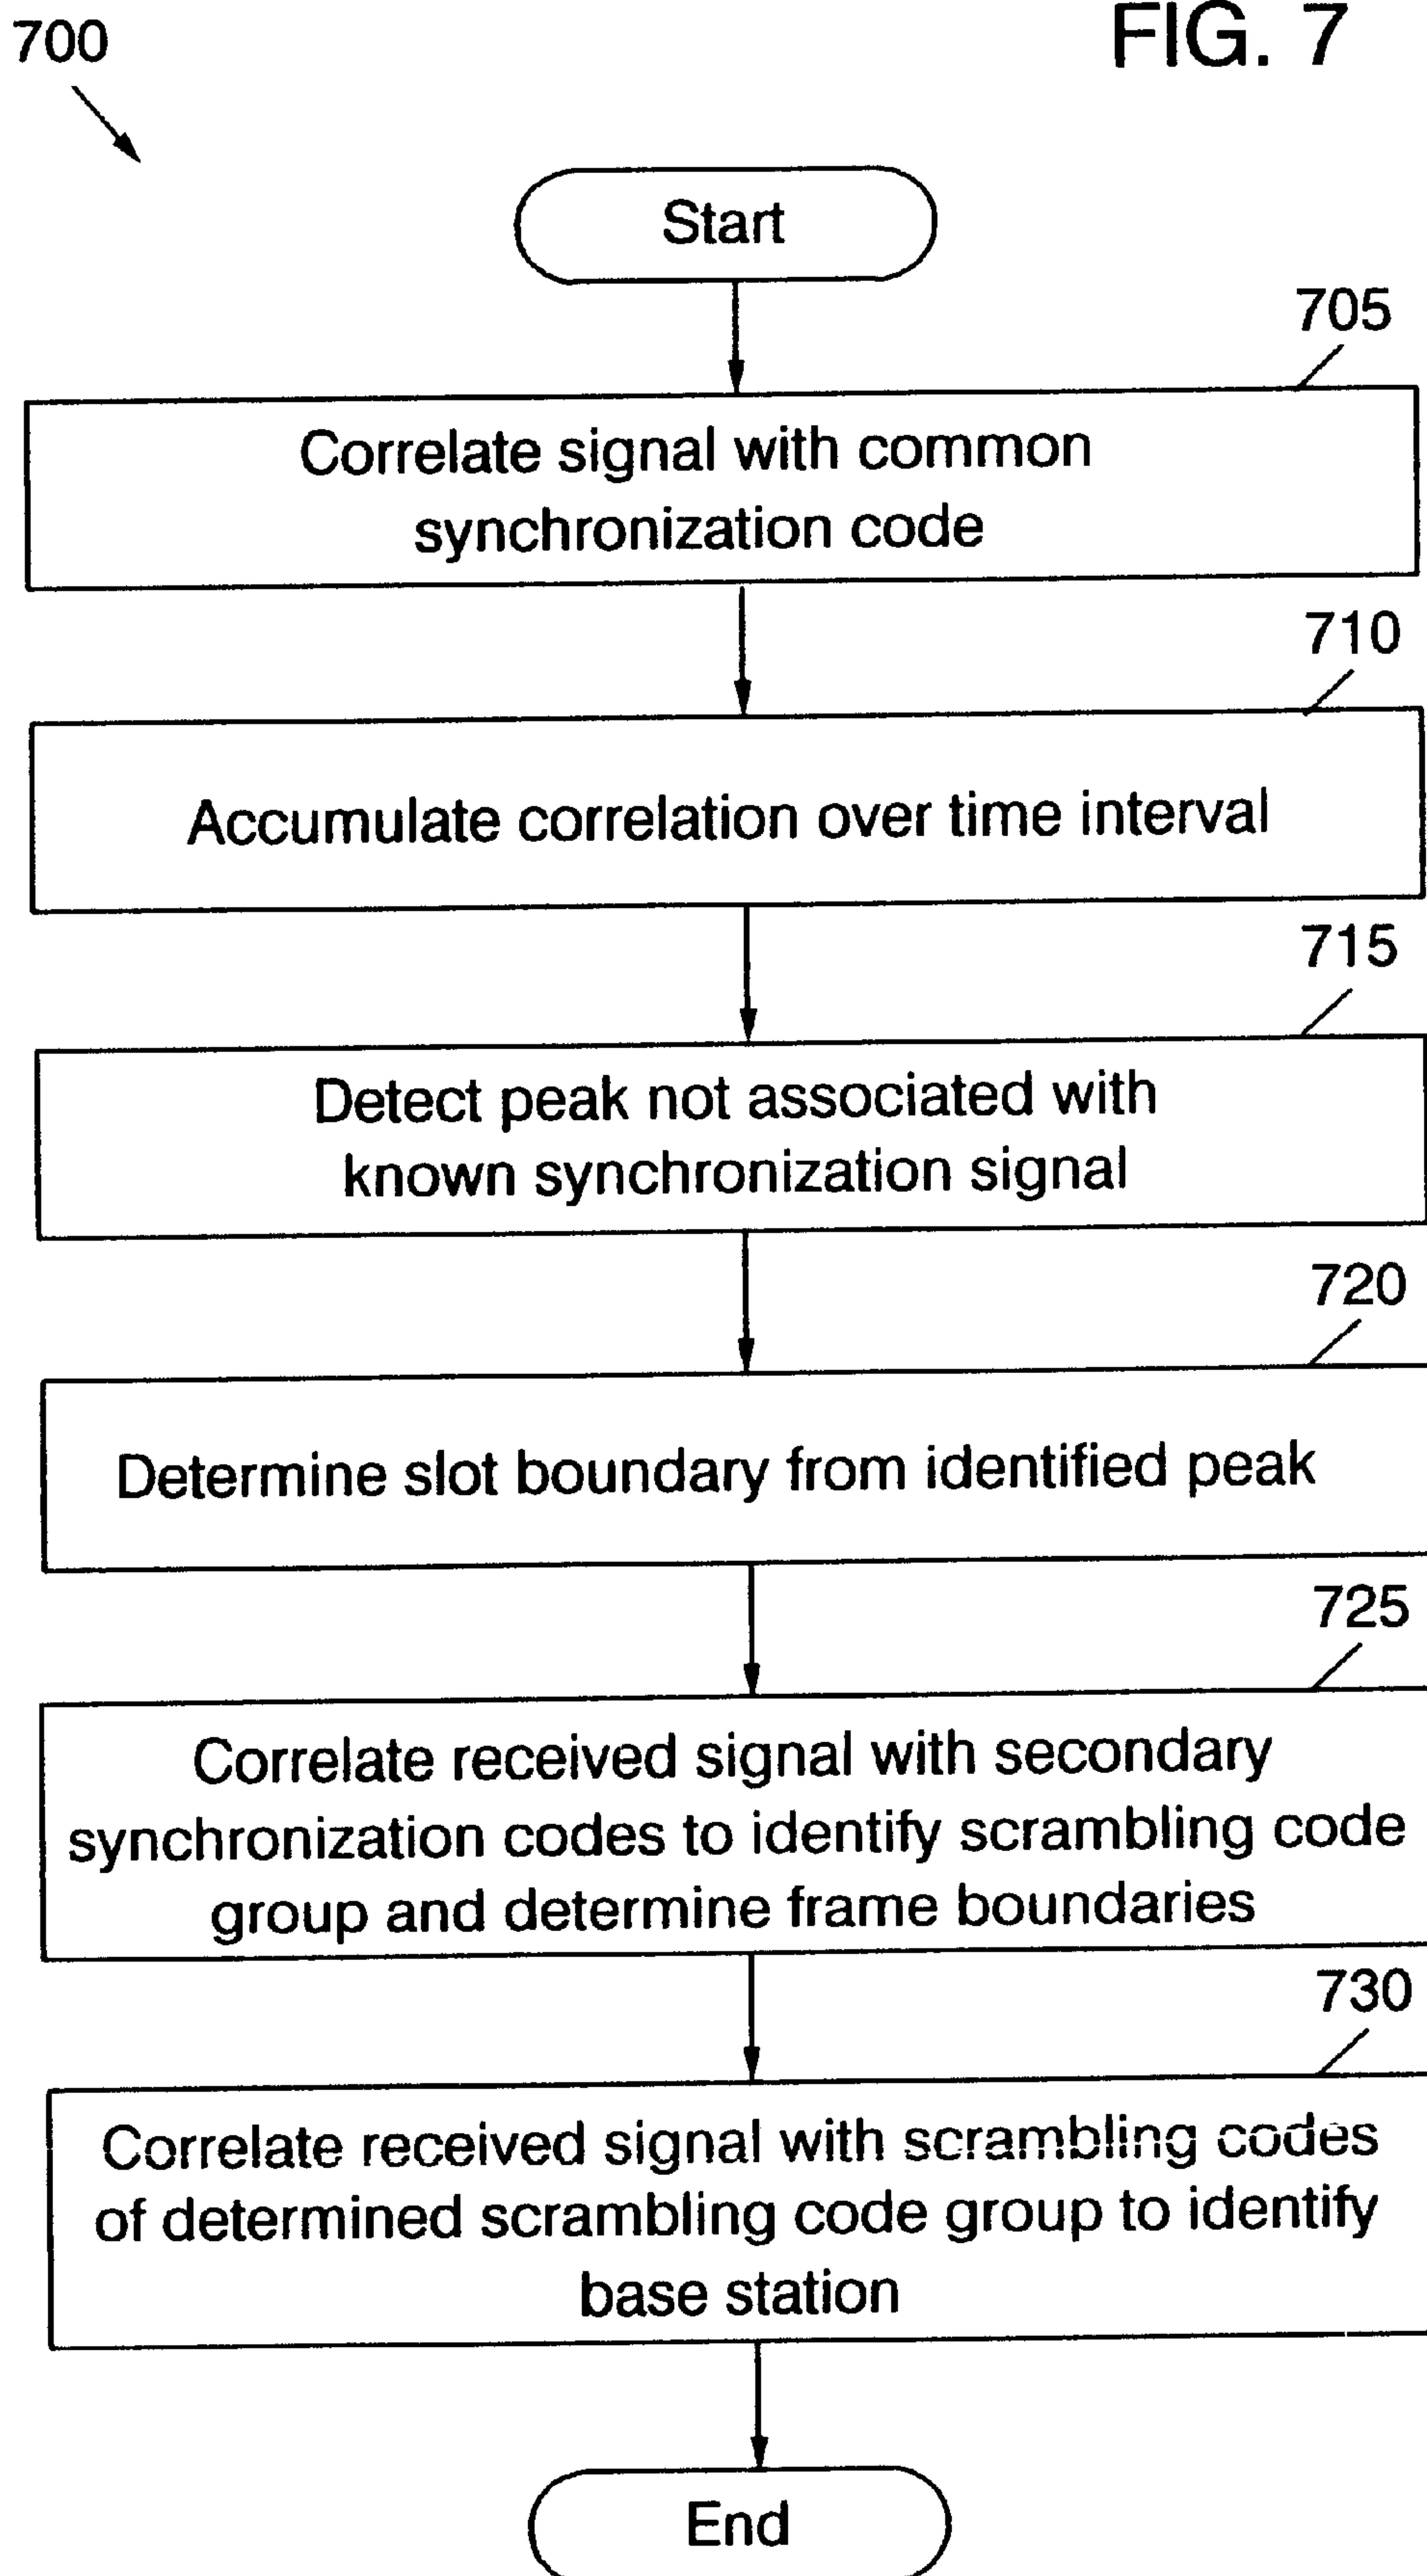 700
FIG. 7
Start
705
Correlate signal with common
synchronization code
710
Accumulate correlation over time interval
715
Detect peak not associated with
known synchronization signal
720
Determine slot boundary from identified peak
725
Correlate received signal with secondary
synchronization codes to identify scrambling code
group and determine frame boundaries
730
Correlate received signal with scrambling codes
of determined scrambling code group to identify
base station
End